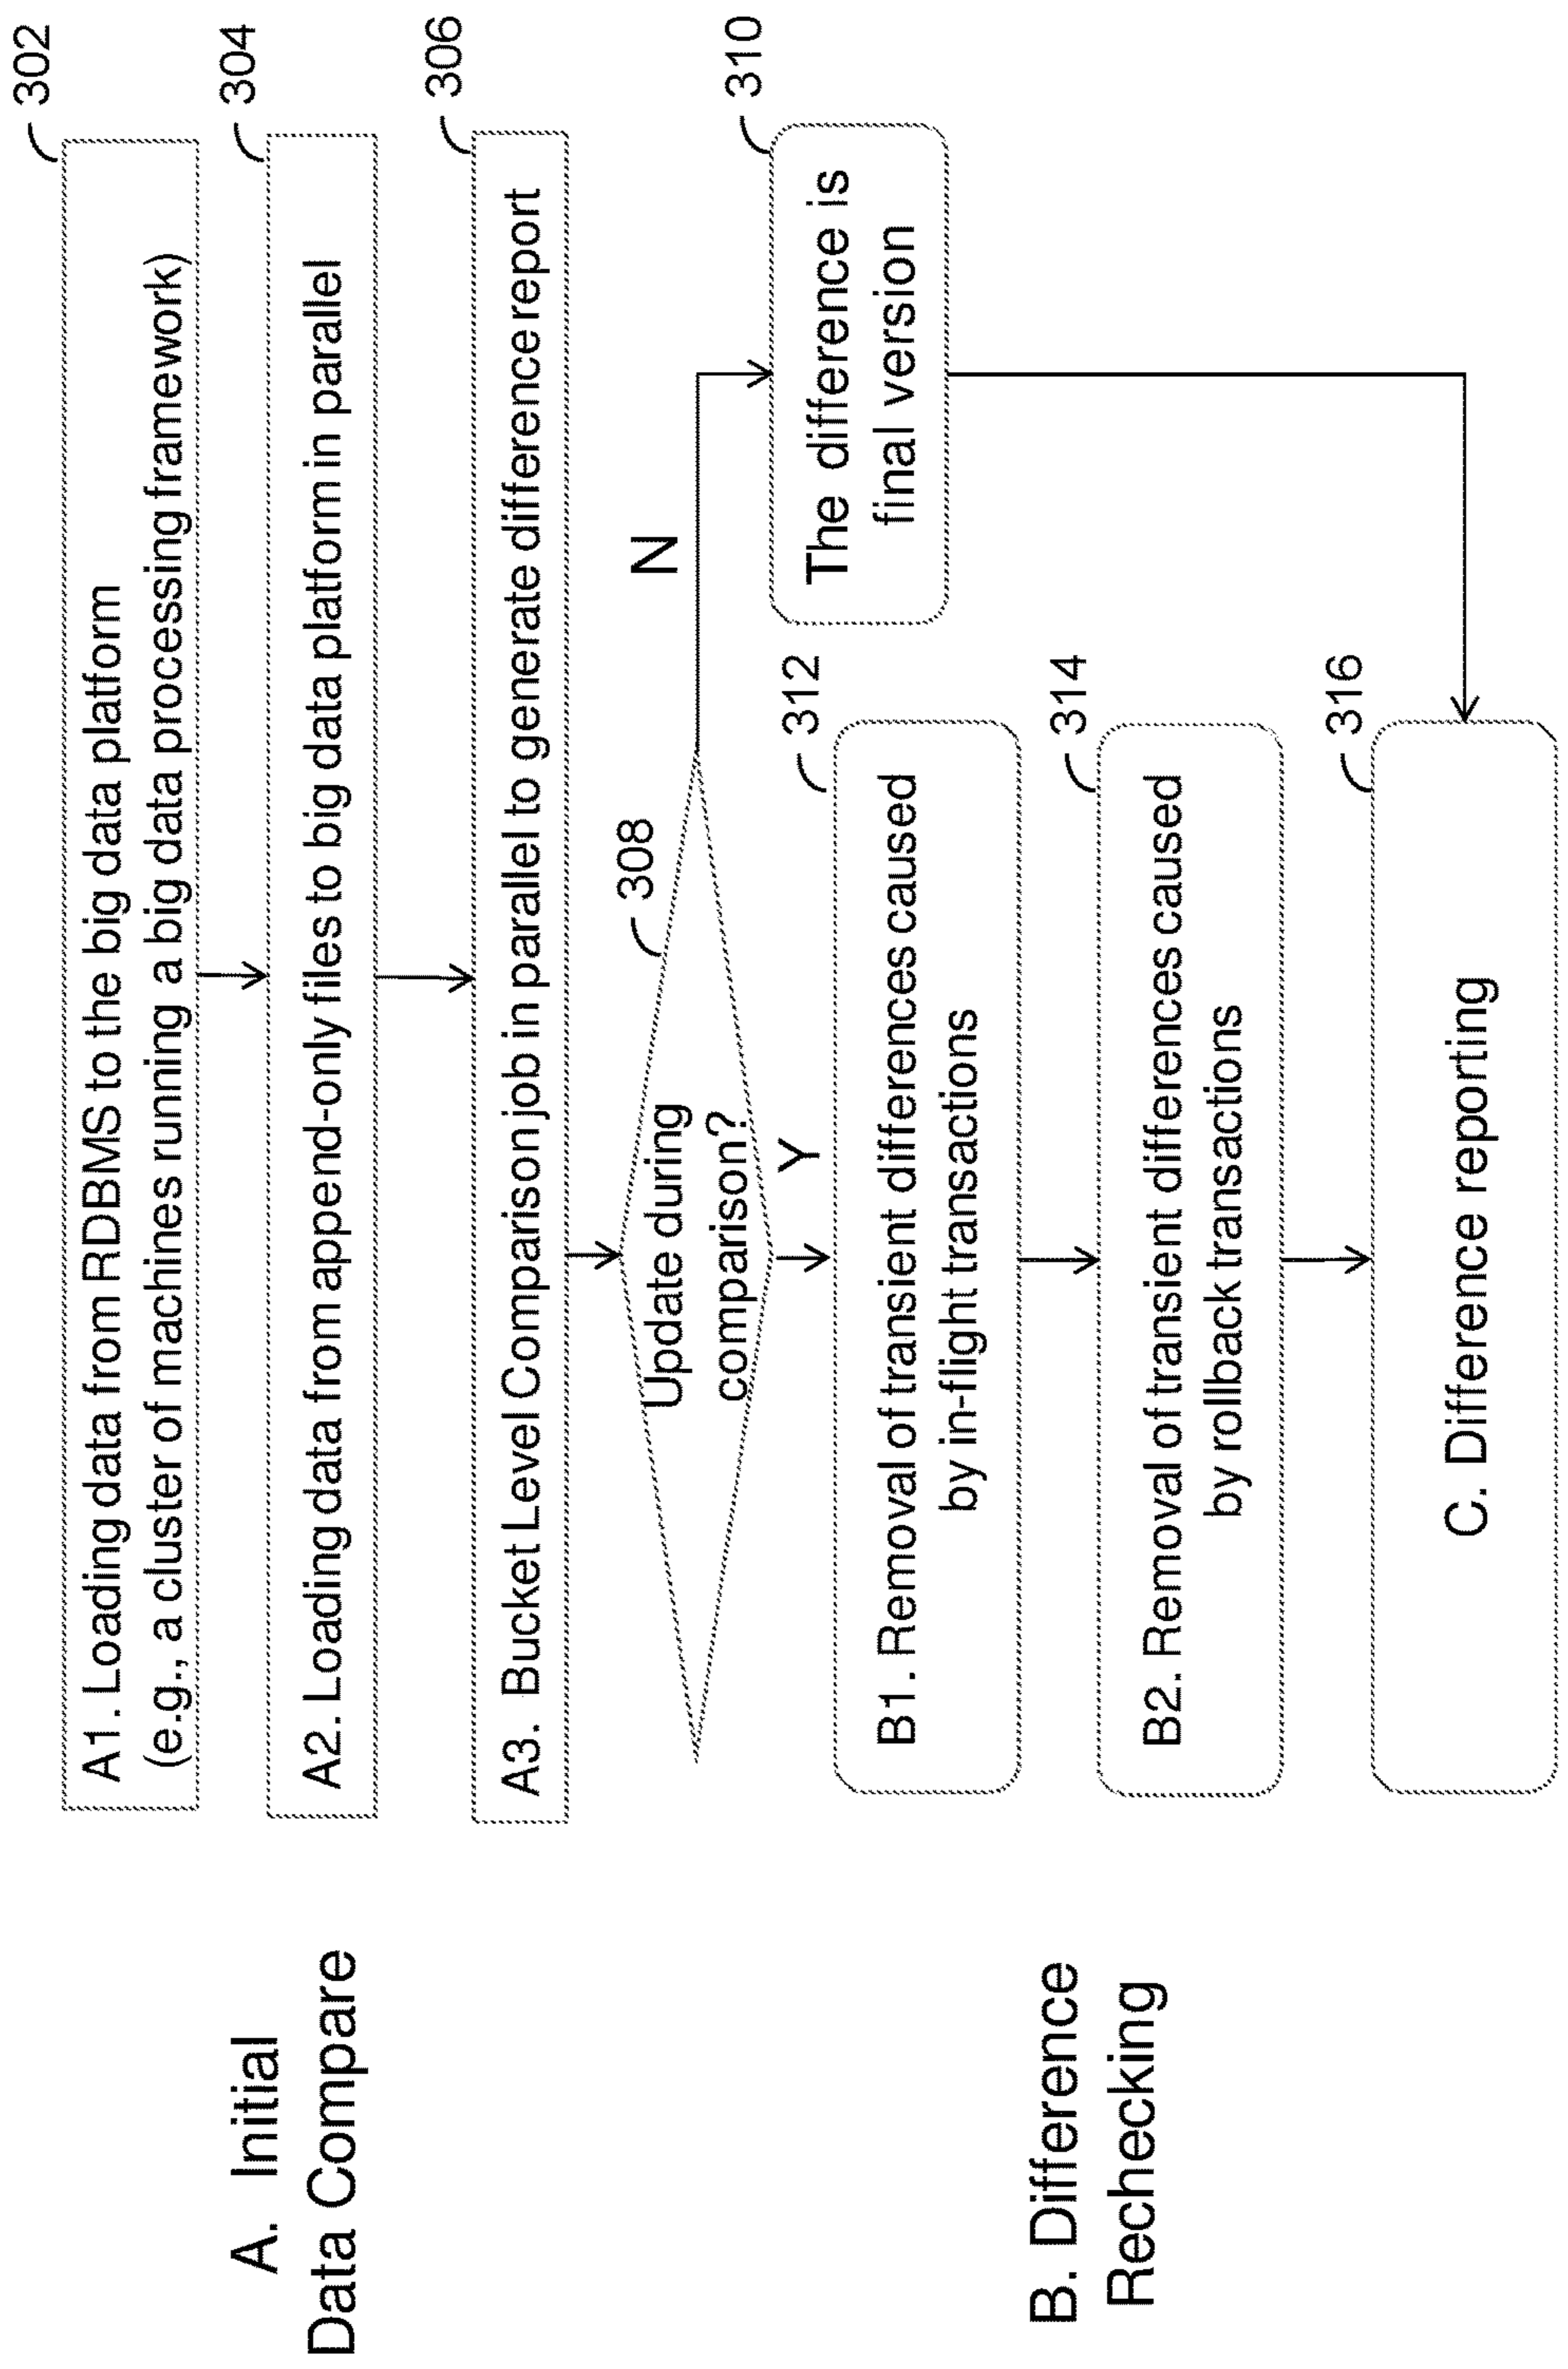 302
A1. Loading data from RDBMS to the big data platform
(e.g., a cluster of machines running a big data processing framework)
304
A2. Loading data from append-only files to big data platform in parallel
306
A3. Bucket Level Comparison job in parallel to generate difference report
A. Initial
Data Compare
308
Update during
comparison?
N
Y
310
The difference is
final version
312
B1. Removal of transient differences caused
by in-flight transactions
314
B2. Removal of transient differences caused
by rollback transactions
B. Difference
Rechecking
316
C. Difference reporting